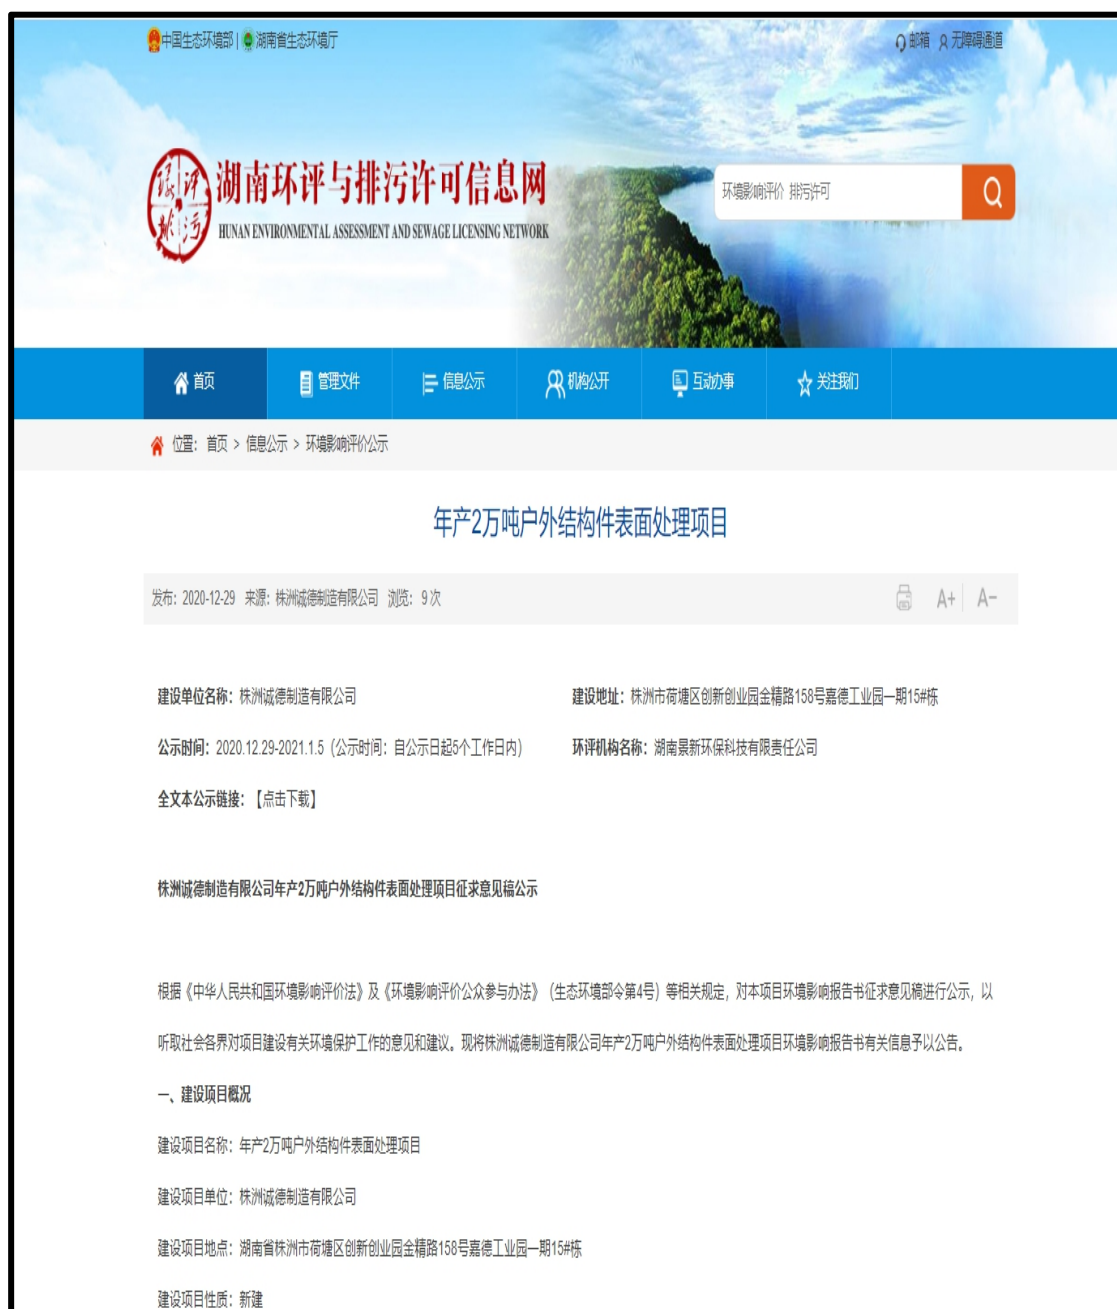 中国生态环境部 | 湖南省生态环境厅 邮箱 无障碍通道
湖南环评与排污许可信息网
HUNAN ENVIRONMENTAL ASSESSMENT AND SEWAGE LICENSING NETWORK
环境影响评价 排污许可
首页 管理文件 信息公示 机构公开 互动办事 关注我们
位置： 首页 > 信息公示 > 环境影响评价公示
年产2万吨户外结构件表面处理项目
发布：2020-12-29 来源：株洲诚德制造有限公司 浏览： 9 次 A+ A-
建设单位名称：株洲诚德制造有限公司 建设地址：株洲市荷塘区创新创业园金精路158号嘉德工业园一期15#栋
公示时间：2020.12.29-2021.1.5（公示时间：自公示日起5个工作日内） 环评机构名称：湖南景新环保科技有限责任公司
全文本公示链接：【点击下载】
株洲诚德制造有限公司年产2万吨户外结构件表面处理项目征求意见稿公示
根据《中华人民共和国环境影响评价法》及《环境影响评价公众参与办法》（生态环境部令第4号）等相关规定，对本项目环境影响报告书征求意见稿进行公示，以
听取社会各界对项目建设有关环境保护工作的意见和建议。现将株洲诚德制造有限公司年产2万吨户外结构件表面处理项目环境影响报告书有关信息予以公告。
一、建设项目概况
建设项目名称：年产2万吨户外结构件表面处理项目
建设项目单位：株洲诚德制造有限公司
建设项目地点：湖南省株洲市荷塘区创新创业园金精路158号嘉德工业园一期15#栋
建设项目性质：新建